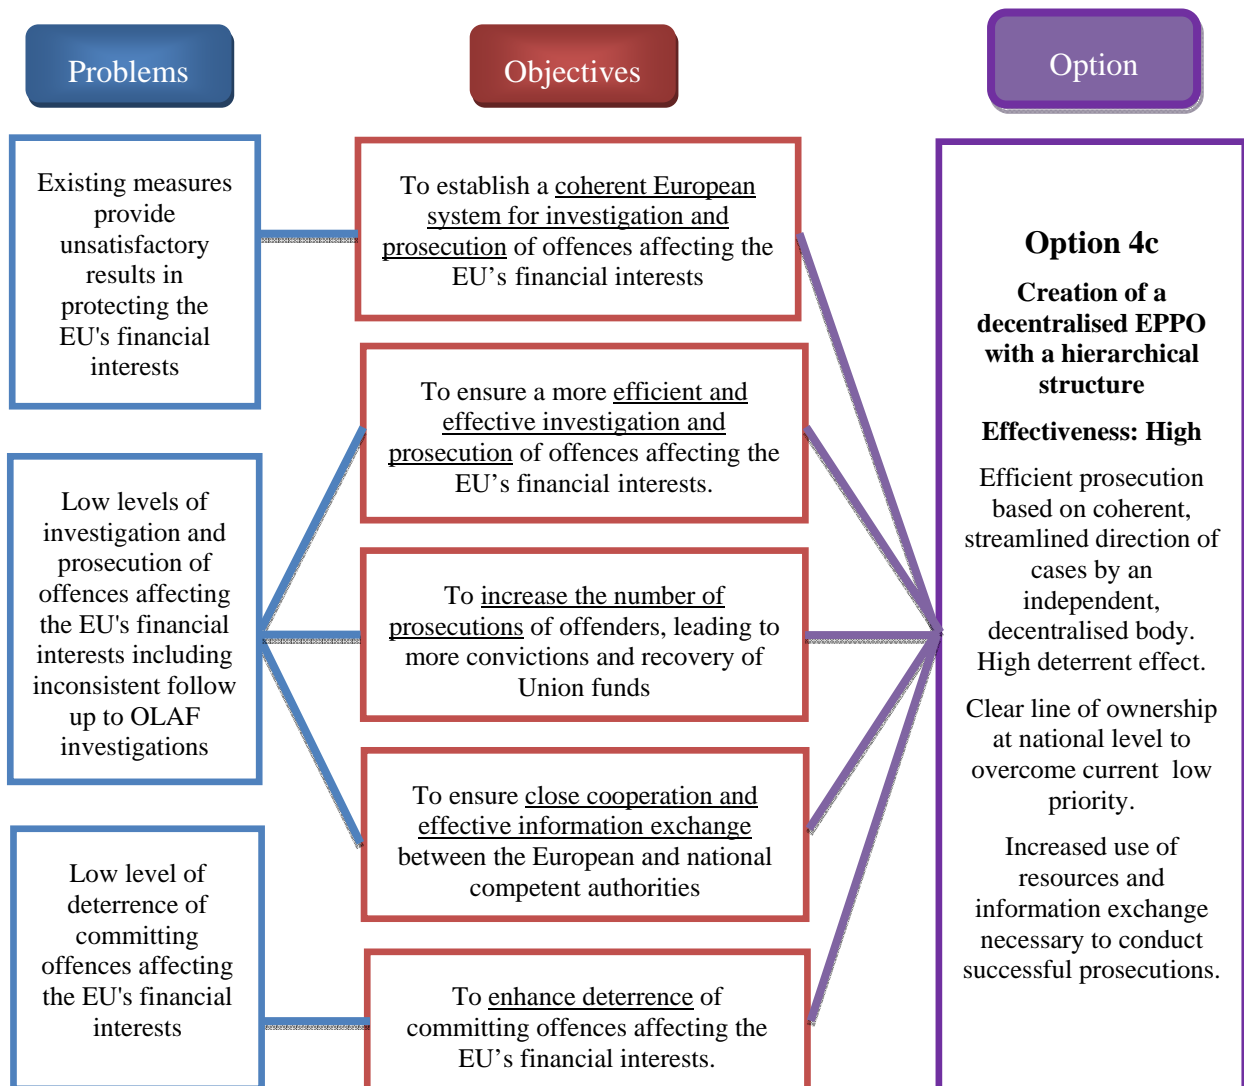 Problems
Objectives
Option
Existing measures
provide
unsatisfactory
results in
protecting the
EU's financial
interests
Low levels of
investigation and
prosecution of
offences affecting
the EU's financial
interests including
inconsistent follow
up to OLAF
investigations
Low level of
deterrence of
committing
offences affecting
the EU's financial
interests
To establish a coherent European
system for investigation and
prosecution of offences affecting the
EU’s financial interests
To ensure a more efficient and
effective investigation and
prosecution of offences affecting the
EU’s financial interests.
To increase the number of
prosecutions of offenders, leading to
more convictions and recovery of
Union funds
To ensure close cooperation and
effective information exchange
between the European and national
competent authorities
To enhance deterrence of
committing offences affecting the
EU’s financial interests.
Option 4c
Creation of a
decentralised EPPO
with a hierarchical
structure
Effectiveness: High
Efficient prosecution
based on coherent,
streamlined direction of
cases by an
independent,
decentralised body.
High deterrent effect.
Clear line of ownership
at national level to
overcome current low
priority.
Increased use of
resources and
information exchange
necessary to conduct
successful prosecutions.